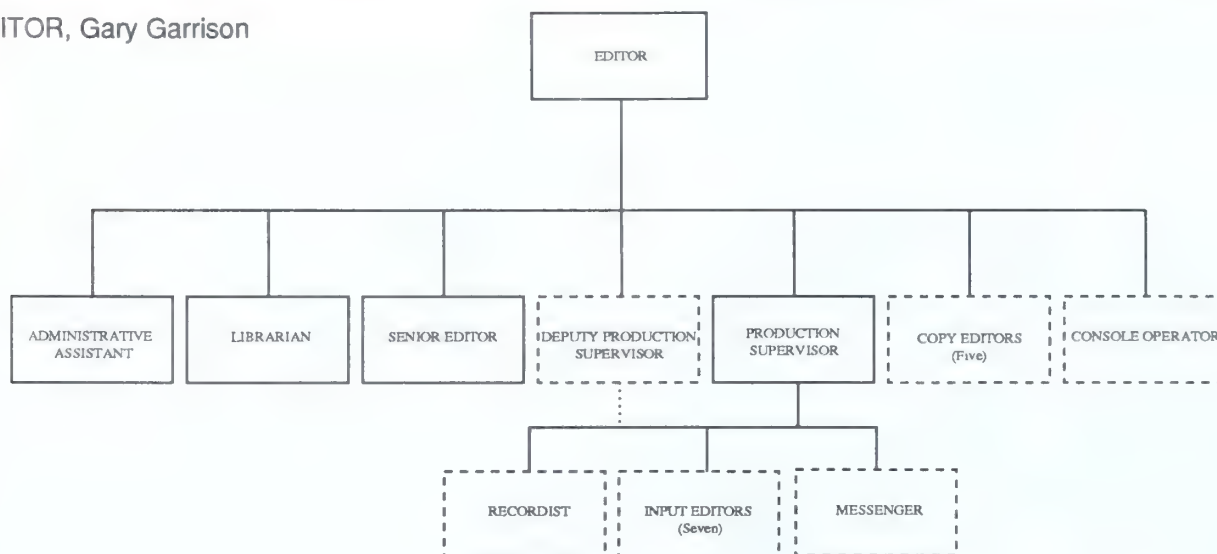 ITOR, Gary Garrison
EDITOR
ADMINISTRATIVE
ASSISTANT
LIBRARIAN
SENIOR EDITOR
DEPUTY PRODUCTION
SUPERVISOR
PRODUCTION
SUPERVISOR
COPY EDITORS
(Five)
CONSOLE OPERATOR
RECORDIST
INPUT EDITORS
(Seven)
MESSENGER